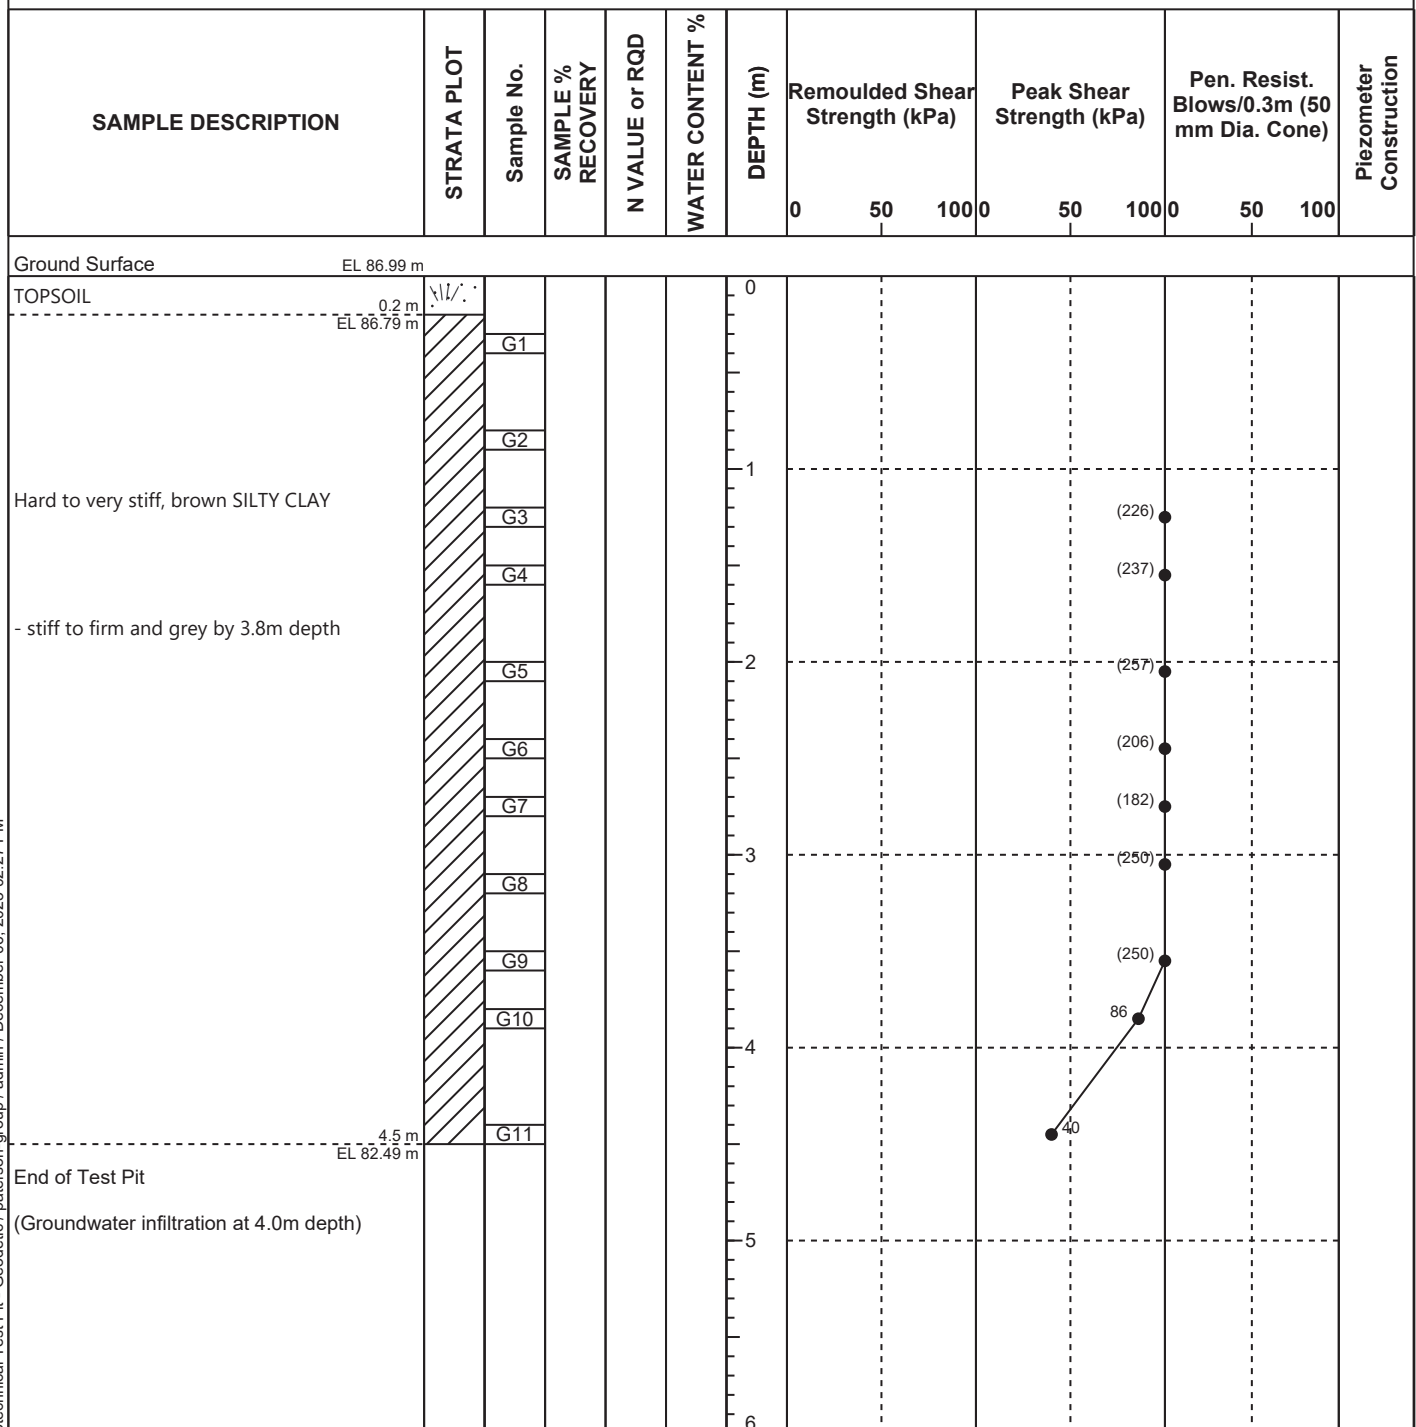 SAMPLE DESCRIPTION
STRATA PLOT
Sample No.
SAMPLE %
RECOVERY
N VALUE or RQD
WATER CONTENT %
DEPTH (m)
Remoulded Shear
Strength (kPa)
0 50 100
Peak Shear
Strength (kPa)
0 50 100
Pen. Resist.
Blows/0.3m (50
mm Dia. Cone)
0 50 100
Piezometer
Construction
Ground Surface EL 86.99 m
TOPSOIL
0.2 m
EL 86.79 m
0
G1
G2
1
Hard to very stiff, brown SILTY CLAY
G3
(226)
G4
(237)
- stiff to firm and grey by 3.8m depth
2
G5
(257)
G6
(206)
G7
(182)
3
(250)
G8
G9
(250)
G10
86
4
4.5 m
G11
40
EL 82.49 m
End of Test Pit
(Groundwater infiltration at 4.0m depth)
5
6